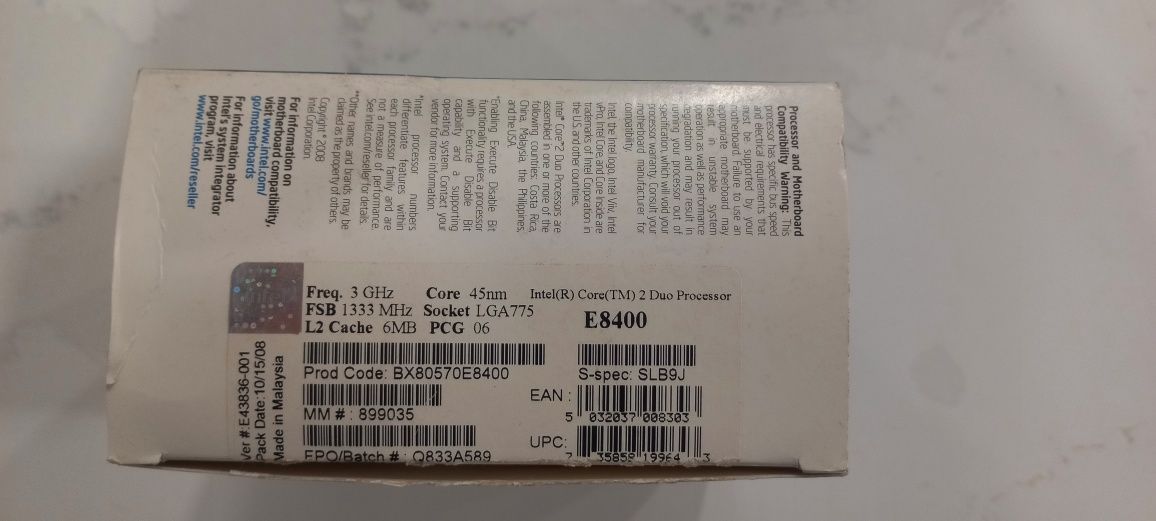 Processor and Motherboard
Compatibility Warning: This
processor has specific bus speed
and electrical requirements that
must be supported by your
motherboard. Failure to use an
appropriate motherboard may
result in unstable system
operation as well as performance
degradation and may result in
running your processor out of
specification, which will void your
processor warranty. Consult your
motherboard manufacturer for
compatibility.
Intel, the Intel logo, Intel Viiv, Intel
vPro, Intel Core, and Core Inside are
trademarks of Intel Corporation in
the U.S. and other countries.
Intel® Core™2 Duo Processors are
assembled in one or more of the
following countries: Costa Rica,
China, Malaysia, the Philippines,
and the USA.
*Enabling Execute Disable Bit
functionality requires a processor
with Execute Disable Bit
capability and a supporting
operating system. Contact your
vendor for more information.
*Intel processor numbers
differentiate features within
each processor family and are
not a measure of performance.
See intel.com/reseller for details.
**Other names and brands may be
claimed as the property of others.
Copyright © 2008
Intel Corporation.
For information on
motherboard compatibility,
visit www.intel.com/
go/motherboards
For information about
Intel's system integrator
program, visit
www.intel.com/reseller
Freq. 3 GHz Core 45nm Intel(R) Core(TM) 2 Duo Processor
FSB 1333 MHz Socket LGA775 E8400
L2 Cache 6MB PCG 06
Prod Code: BX80570E8400 S-spec: SLB9J
EAN :
MM # : 899035 5 032037 008303
UPC:
FPO/Batch # : Q833A589 7 35858 19964 3
Ver #:E43836-001
Pack Date:10/15/08
Made in Malaysia